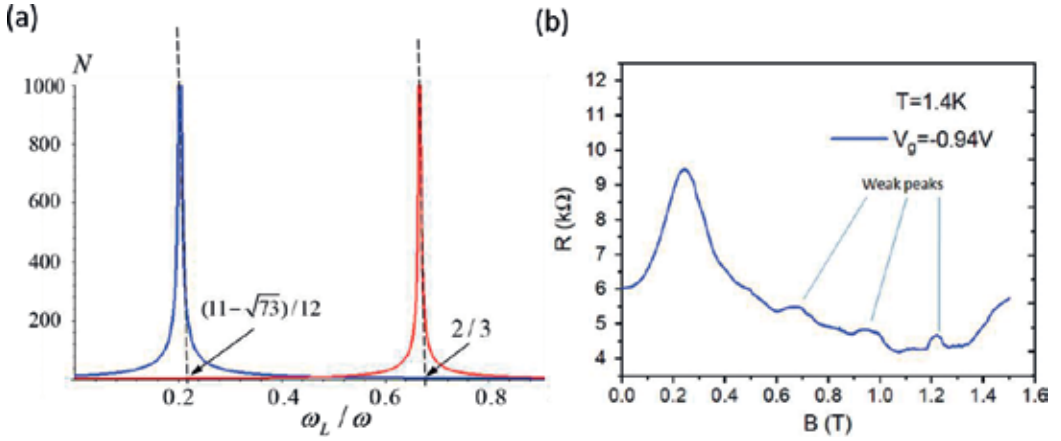 (a)
N
1000
800
600
400
200
(11−√73)/12
2/3
0.2
0.4
0.6
0.8
ω_L / ω
(b)
12
11
10
9
8
7
6
5
4
R (kΩ)
T=1.4K
V_g=-0.94V
Weak peaks
0.0 0.2 0.4 0.6 0.8 1.0 1.2 1.4 1.6
B (T)